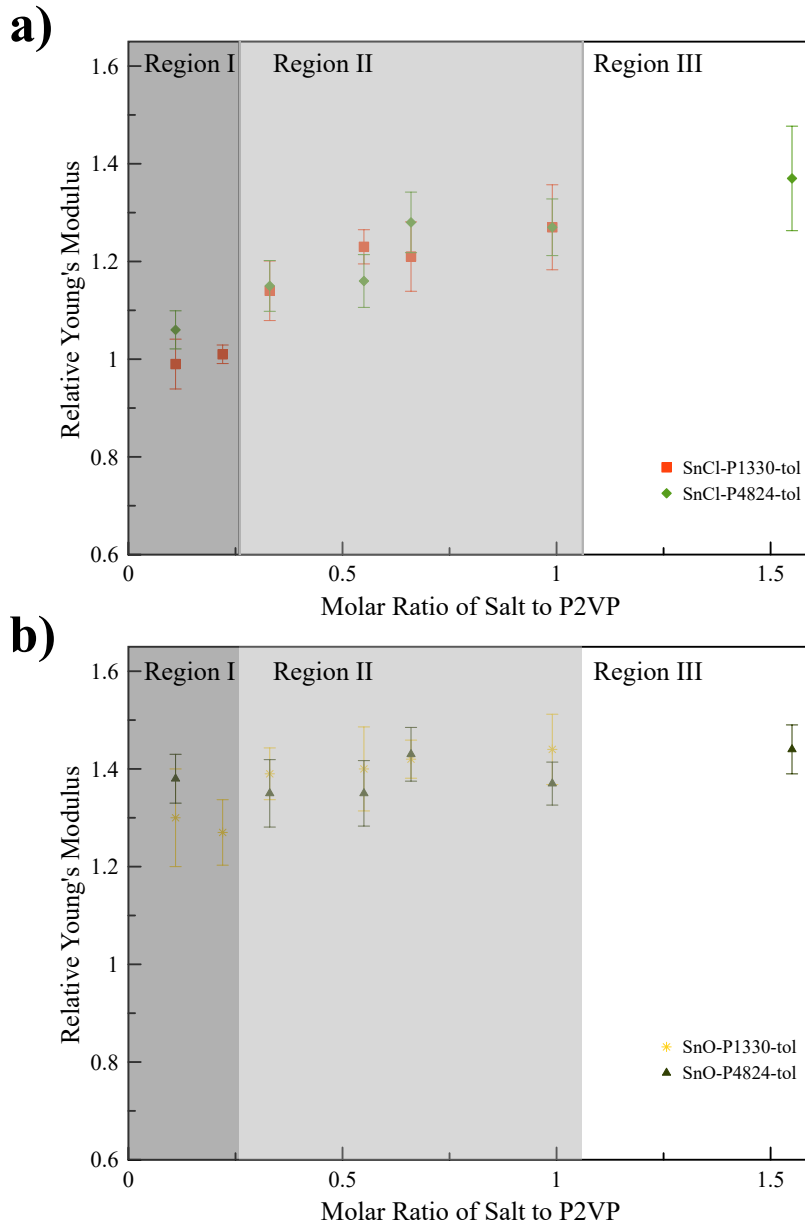 a)
Region I
Region II
Region III
1.6
1.4
1.2
1
0.8
0.6
Relative Young's Modulus
SnCl-P1330-tol
SnCl-P4824-tol
0
0.5
1
1.5
Molar Ratio of Salt to P2VP
b)
Region I
Region II
Region III
1.6
1.4
1.2
1
0.8
0.6
Relative Young's Modulus
SnO-P1330-tol
SnO-P4824-tol
0
0.5
1
1.5
Molar Ratio of Salt to P2VP